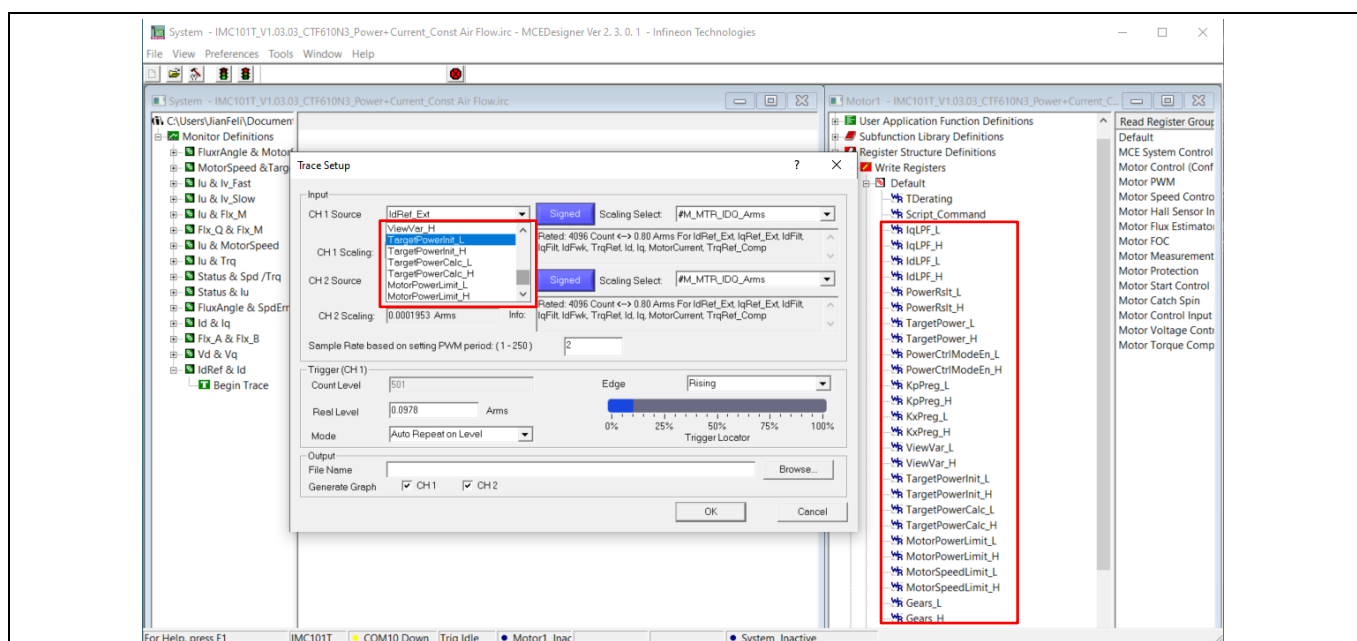 System - IMC101T_V1.03.03_CTF610N3_Power+Current_Const Air Flow.irc - MCEDesigner Ver 2. 3. 0. 1 - Infineon Technologies
File View Preferences Tools Window Help
System - IMC101T_V1.03.03_CTF610N3_Power+Current_Const Air Flow.irc
C:\Users\JianFeli\Documen
Monitor Definitions
FluxrAngle & Motorf
MotorSpeed &Targ
Iu & Iv_Fast
Iu & Iv_Slow
Iu & Flx_M
Flx_Q & Flx_M
Iu & MotorSpeed
Iu & Trq
Status & Spd /Trq
Status & Iu
FluxAngle & SpdErr
Id & Iq
Flx_A & Flx_B
Vd & Vq
IdRef & Id
Begin Trace
Trace Setup
? X
Input
CH 1 Source IdRef_Ext Signed Scaling Select: #M_MTR_IDQ_Arms
ViewVar_H
TargetPowerInit_L
TargetPowerInit_H
TargetPowerCalc_L
TargetPowerCalc_H
MotorPowerLimit_L
MotorPowerLimit_H
CH 1 Scaling:
Rated: 4096 Count <--> 0.80 Arms For IdRef_Ext, IqRef_Ext, IdFilt,
IqFilt, IdFwk, TrqRef, Id, Iq, MotorCurrent, TrqRef_Comp
CH 2 Source Signed Scaling Select: #M_MTR_IDQ_Arms
CH 2 Scaling: 0.0001953 Arms Info:
Rated: 4096 Count <--> 0.80 Arms For IdRef_Ext, IqRef_Ext, IdFilt,
IqFilt, IdFwk, TrqRef, Id, Iq, MotorCurrent, TrqRef_Comp
Sample Rate based on setting PWM period: ( 1 - 250 ) 2
Trigger (CH 1)
Count Level 501 Edge Rising
Real Level 0.0978 Arms
0% 25% 50% 75% 100%
Trigger Locator
Mode Auto Repeat on Level
Output
File Name Browse...
Generate Graph CH 1 CH 2
OK Cancel
Motor1 - IMC101T_V1.03.03_CTF610N3_Power+Current_C...
User Application Function Definitions
Subfunction Library Definitions
Register Structure Definitions
Write Registers
Default
TDerating
Script_Command
IqLPF_L
IqLPF_H
IdLPF_L
IdLPF_H
PowerRslt_L
PowerRslt_H
TargetPower_L
TargetPower_H
PowerCtrlModeEn_L
PowerCtrlModeEn_H
KpPreg_L
KpPreg_H
KxPreg_L
KxPreg_H
ViewVar_L
ViewVar_H
TargetPowerInit_L
TargetPowerInit_H
TargetPowerCalc_L
TargetPowerCalc_H
MotorPowerLimit_L
MotorPowerLimit_H
MotorSpeedLimit_L
MotorSpeedLimit_H
Gears_L
Gears_H
Read Register Group
Default
MCE System Control
Motor Control (Conf
Motor PWM
Motor Speed Contro
Motor Hall Sensor In
Motor Flux Estimato
Motor FOC
Motor Measurement
Motor Protection
Motor Start Control
Motor Catch Spin
Motor Control Input
Motor Voltage Contr
Motor Torque Comp
For Help, press F1 IMC101T COM10 Down Trig Idle Motor1 Inac System Inactive